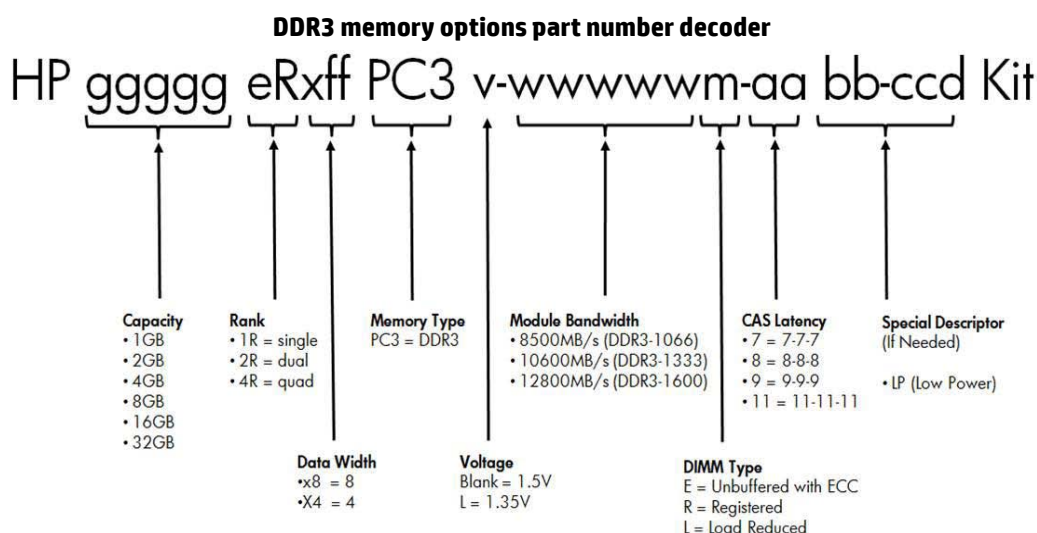 DDR3 memory options part number decoder
HP ggggg eRxff PC3 v-wwwwwm-aa bb-ccd Kit
Capacity
• 1GB
• 2GB
• 4GB
• 8GB
• 16GB
• 32GB
Rank
• 1R = single
• 2R = dual
• 4R = quad
Memory Type
PC3 = DDR3
Module Bandwidth
• 8500MB/s (DDR3-1066)
• 10600MB/s (DDR3-1333)
• 12800MB/s (DDR3-1600)
CAS Latency
• 7 = 7-7-7
• 8 = 8-8-8
• 9 = 9-9-9
• 11 = 11-11-11
Special Descriptor
(If Needed)
• LP (Low Power)
Data Width
•x8 = 8
•X4 = 4
Voltage
Blank = 1.5V
L = 1.35V
DIMM Type
E = Unbuffered with ECC
R = Registered
L = Load Reduced